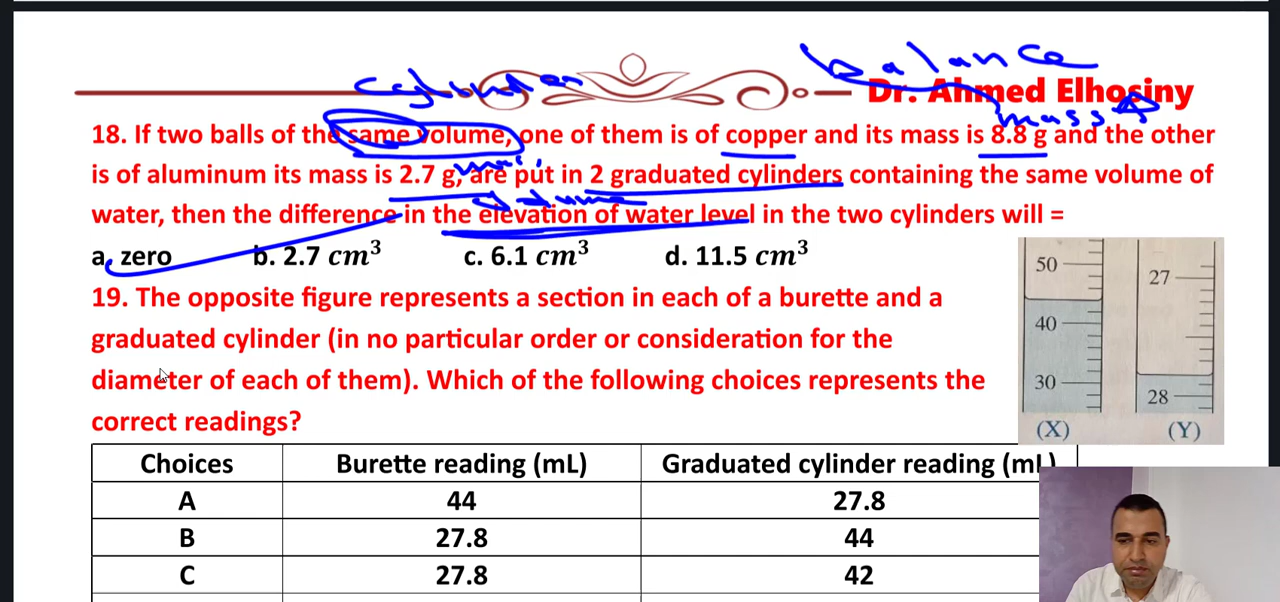 cylinder
balance
Dr. Ahmed Elhosiny
mass
18. If two balls of the same volume, one of them is of copper and its mass is 8.8 g and the other
is of aluminum its mass is 2.7 g, are put in 2 graduated cylinders containing the same volume of
water, then the difference in the elevation of water level in the two cylinders will =
a. zero b. 2.7 cm³ c. 6.1 cm³ d. 11.5 cm³
19. The opposite figure represents a section in each of a burette and a
graduated cylinder (in no particular order or consideration for the
diameter of each of them). Which of the following choices represents the
correct readings?
50 27
40
30 28
(X) (Y)
Choices Burette reading (mL) Graduated cylinder reading (mL)
A 44 27.8
B 27.8 44
C 27.8 42